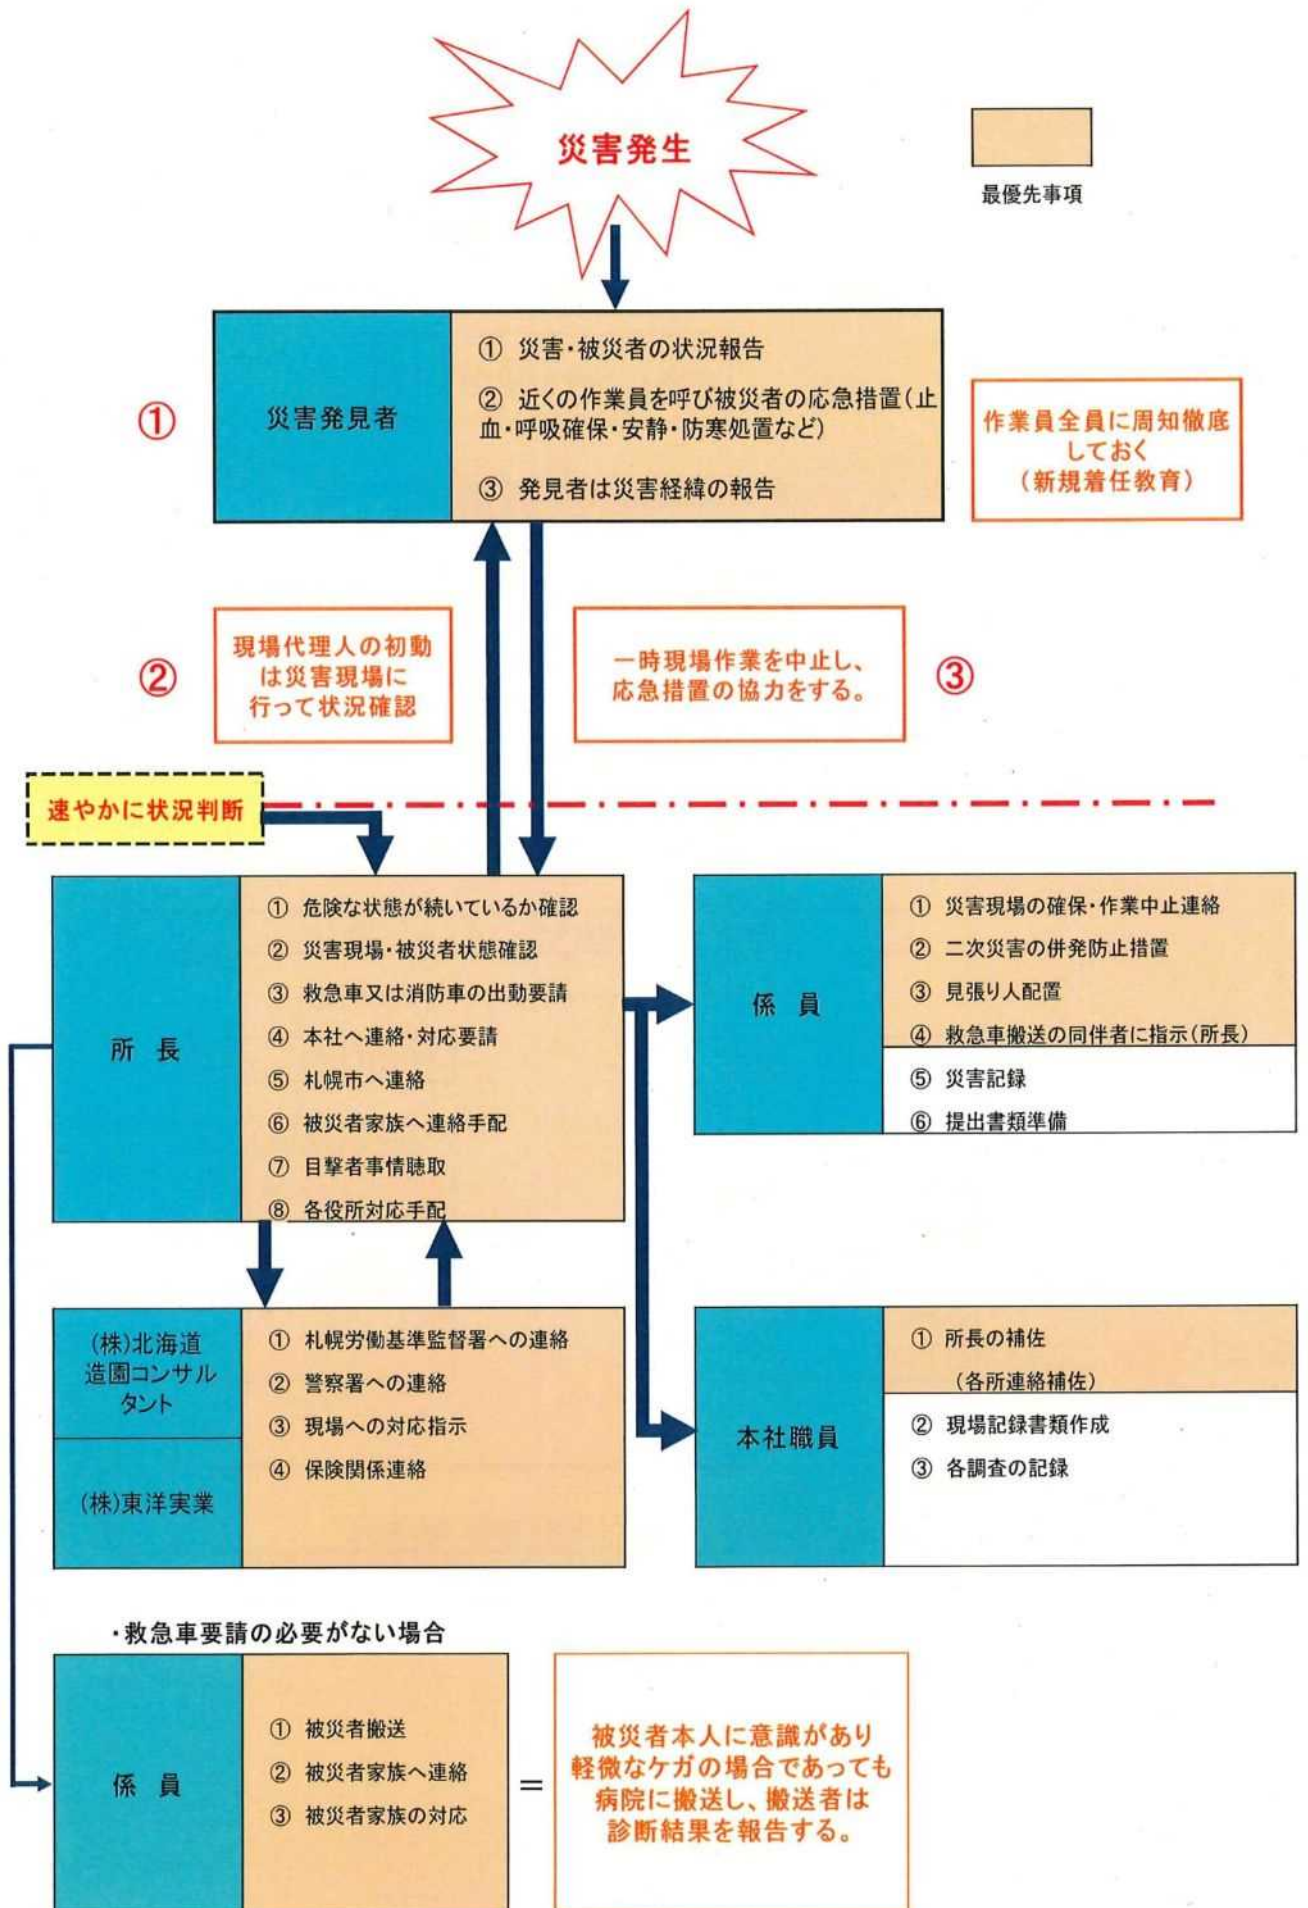 災害発生
最優先事項
①
災害発見者
① 災害・被災者の状況報告
② 近くの作業員を呼び被災者の応急措置（止
血・呼吸確保・安静・防寒処置など）
③ 発見者は災害経緯の報告
作業員全員に周知徹底
しておく
（新規着任教育）
②
現場代理人の初動
は災害現場に
行って状況確認
一時現場作業を中止し、
応急措置の協力をする。
③
速やかに状況判断
所 長
① 危険な状態が続いているか確認
② 災害現場・被災者状態確認
③ 救急車又は消防車の出動要請
④ 本社へ連絡・対応要請
⑤ 札幌市へ連絡
⑥ 被災者家族へ連絡手配
⑦ 目撃者事情聴取
⑧ 各役所対応手配
係 員
① 災害現場の確保・作業中止連絡
② 二次災害の併発防止措置
③ 見張り人配置
④ 救急車搬送の同伴者に指示（所長）
⑤ 災害記録
⑥ 提出書類準備
(株)北海道
造園コンサル
タント
(株)東洋実業
① 札幌労働基準監督署への連絡
② 警察署への連絡
③ 現場への対応指示
④ 保険関係連絡
本社職員
① 所長の補佐
（各所連絡補佐）
② 現場記録書類作成
③ 各調査の記録
・救急車要請の必要がない場合
係 員
① 被災者搬送
② 被災者家族へ連絡
③ 被災者家族の対応
＝
被災者本人に意識があり
軽微なケガの場合であっても
病院に搬送し、搬送者は
診断結果を報告する。